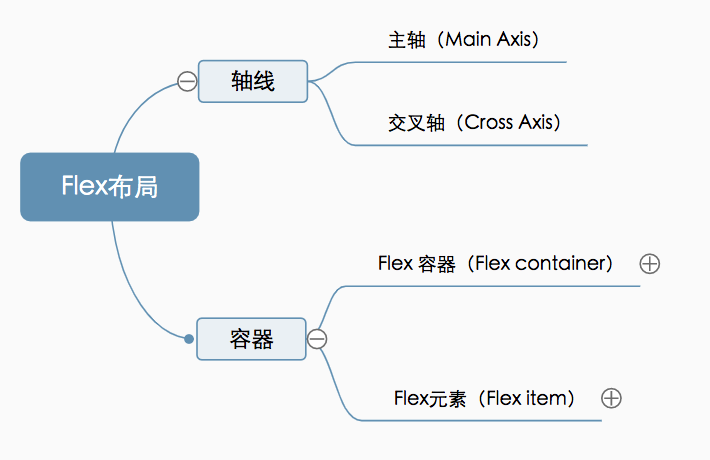 主轴（Main Axis）
轴线
交叉轴（Cross Axis）
Flex布局
Flex 容器（Flex container）
容器
Flex元素（Flex item）